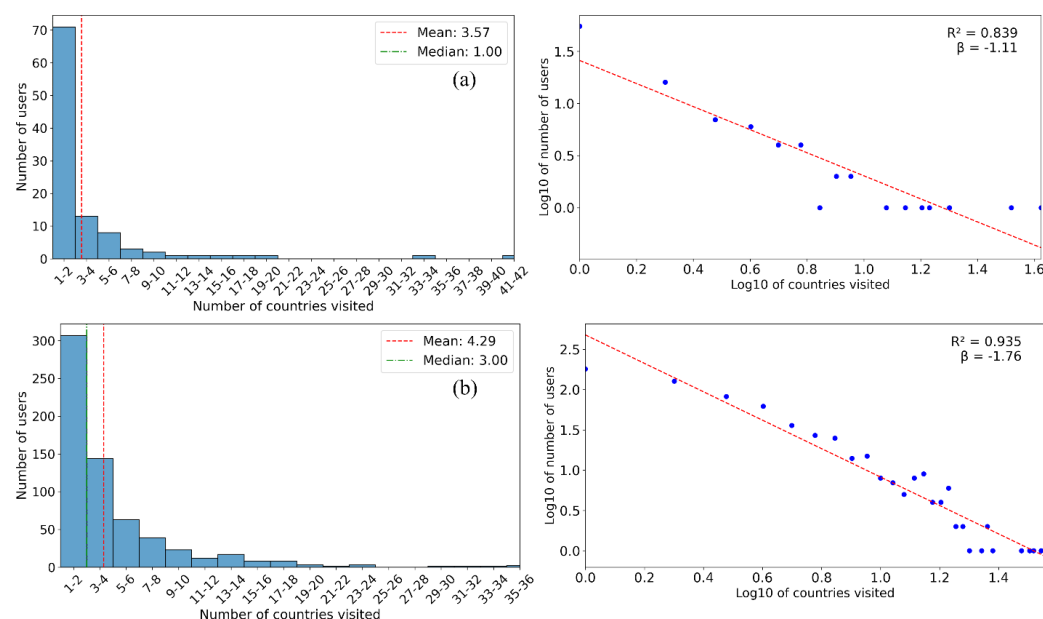 Mean: 3.57
Median: 1.00
(a)
Number of users
70
60
50
40
30
20
10
0
1-2 3-4 5-6 7-8 9-10 11-12 13-14 15-16 17-18 19-20 21-22 23-24 25-26 27-28 29-30 31-32 33-34 35-36 37-38 39-40 41-42
Number of countries visited
R² = 0.839
β = -1.11
Log10 of number of users
1.5
1.0
0.5
0.0
0.0 0.2 0.4 0.6 0.8 1.0 1.2 1.4 1.6
Log10 of countries visited
Mean: 4.29
Median: 3.00
(b)
Number of users
300
250
200
150
100
50
0
1-2 3-4 5-6 7-8 9-10 11-12 13-14 15-16 17-18 19-20 21-22 23-24 25-26 27-28 29-30 31-32 33-34 35-36
Number of countries visited
R² = 0.935
β = -1.76
Log10 of number of users
2.5
2.0
1.5
1.0
0.5
0.0
0.0 0.2 0.4 0.6 0.8 1.0 1.2 1.4
Log10 of countries visited